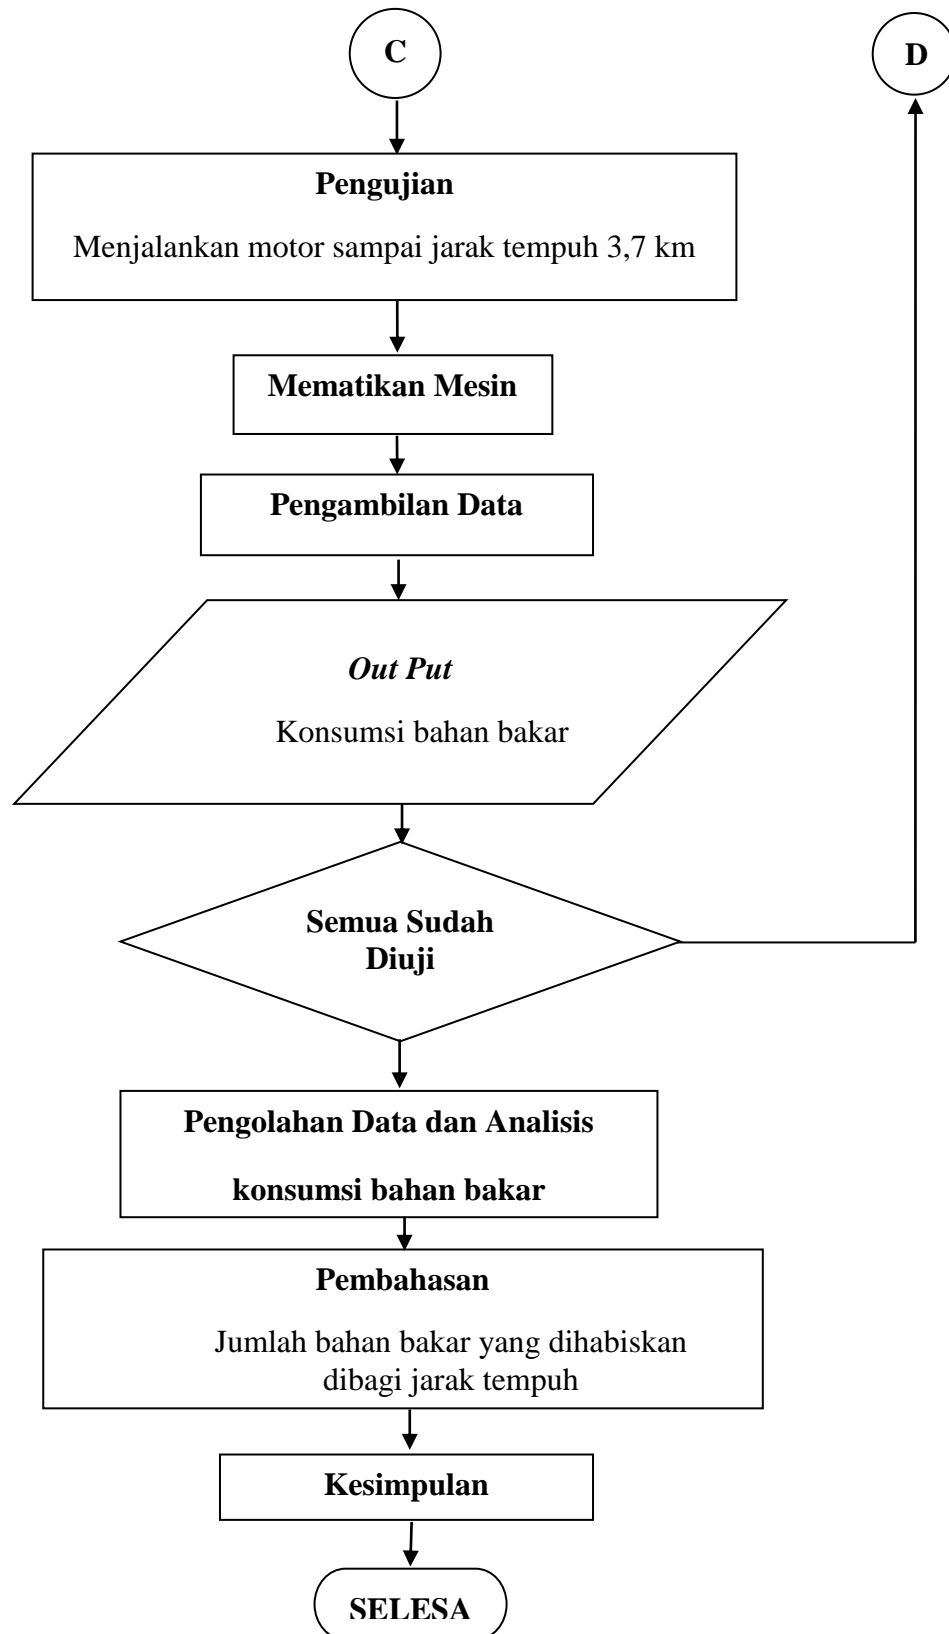 C
D
Pengujian
Menjalankan motor sampai jarak tempuh 3,7 km
Mematikan Mesin
Pengambilan Data
Out Put
Konsumsi bahan bakar
Semua Sudah
Diuji
Pengolahan Data dan Analisis
konsumsi bahan bakar
Pembahasan
Jumlah bahan bakar yang dihabiskan
dibagi jarak tempuh
Kesimpulan
SELESA